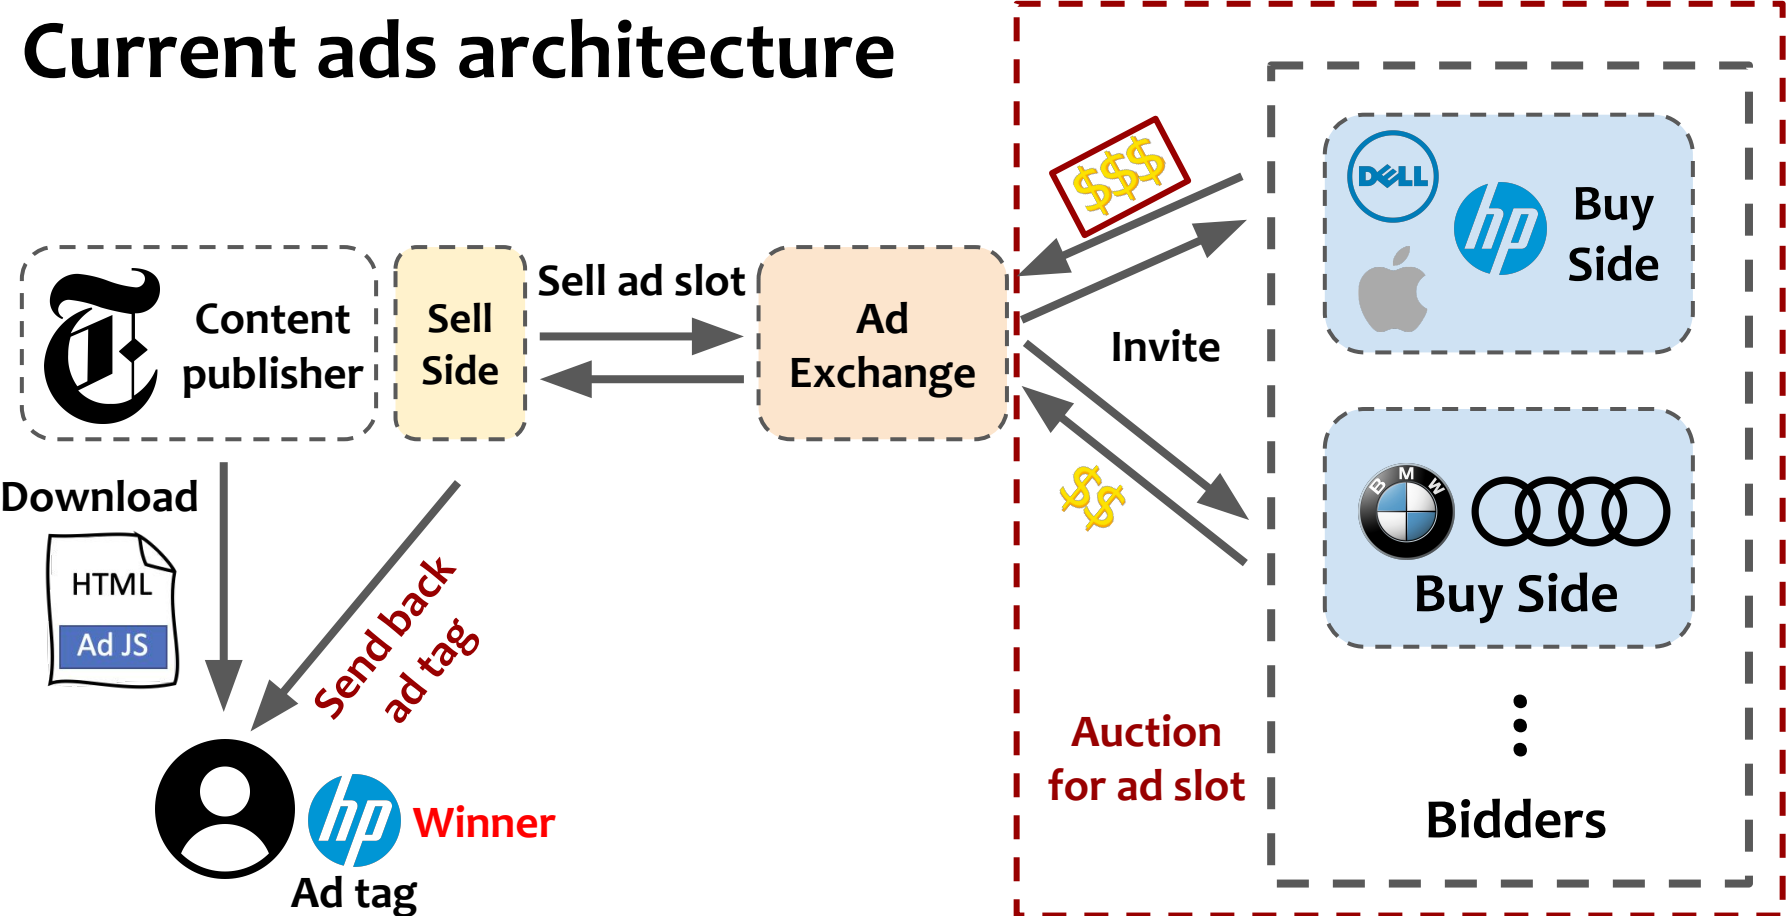 Current ads architecture
$$$
DELL
hp
Buy
Side
Content
publisher
Sell
Side
Sell ad slot
Ad
Exchange
Invite
$$
BMW
Buy Side
Download
HTML
Ad JS
Send back
ad tag
Auction
for ad slot
Bidders
hp
Winner
Ad tag